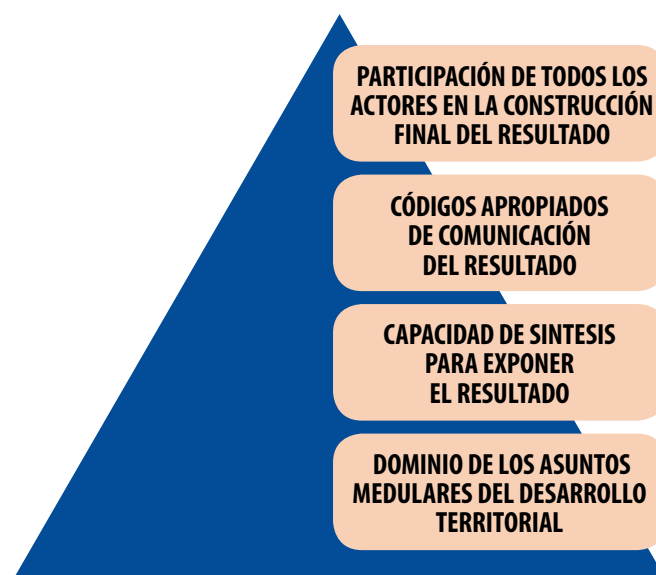 PARTICIPACIÓN DE TODOS LOS
ACTORES EN LA CONSTRUCCIÓN
FINAL DEL RESULTADO
CÓDIGOS APROPIADOS
DE COMUNICACIÓN
DEL RESULTADO
CAPACIDAD DE SINTESIS
PARA EXPONER
EL RESULTADO
DOMINIO DE LOS ASUNTOS
MEDULARES DEL DESARROLLO
TERRITORIAL